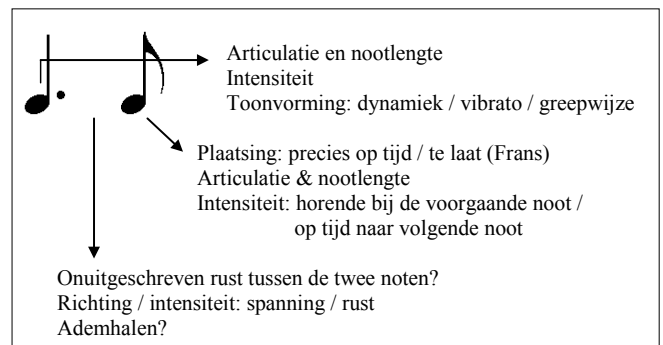 Articulatie en nootlengte
Intensiteit
Toonvorming: dynamiek / vibrato / greepwijze
Plaatsing: precies op tijd / te laat (Frans)
Articulatie & nootlengte
Intensiteit: horende bij de voorgaande noot /
op tijd naar volgende noot
Onuitgeschreven rust tussen de twee noten?
Richting / intensiteit: spanning / rust
Ademhalen?